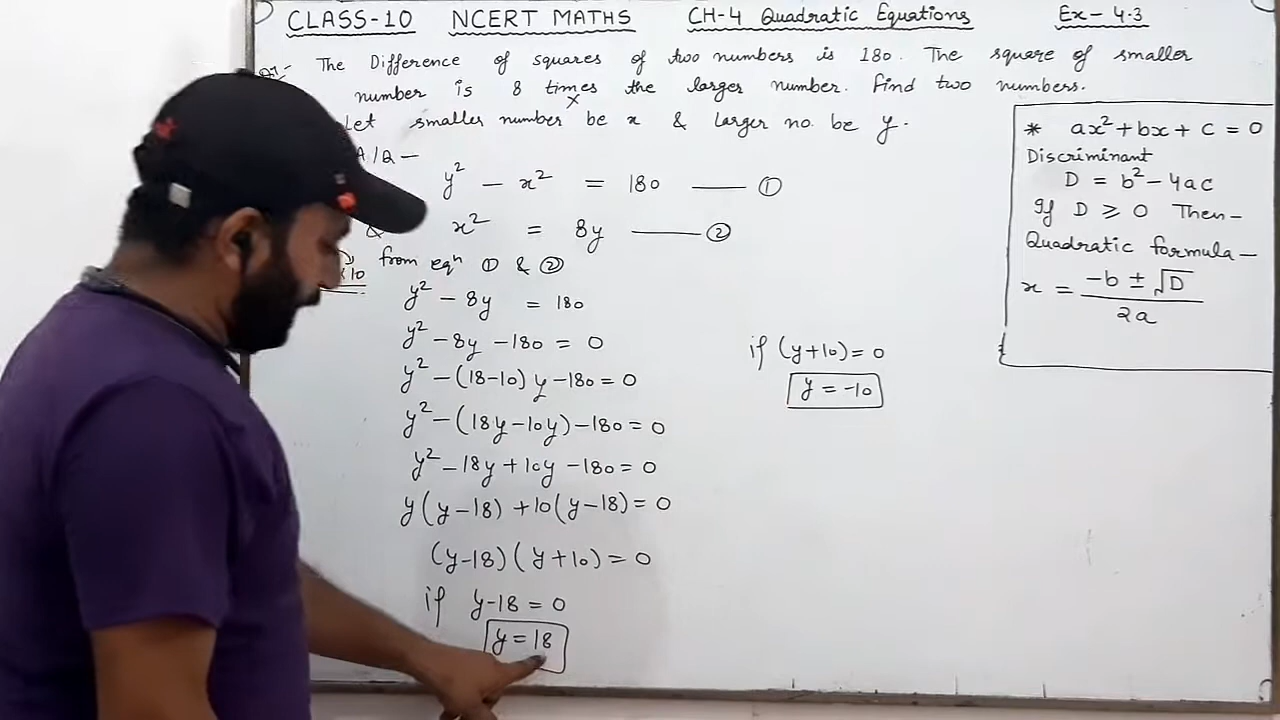 CLASS-10 NCERT MATHS CH-4 Quadratic Equations Ex-4.3
The Difference of squares of two numbers is 180. The square of smaller
number is 8 times the larger number. Find two numbers.
Let smaller number be x & larger no. be y.
A/Q-
y² - x² = 180 —— ①
& x² = 8y —— ②
x10
from eqⁿ ① & ②
y² - 8y = 180
y² - 8y - 180 = 0
y² - (18-10) y - 180 = 0
y² - (18y - 10y) - 180 = 0
y² - 18y + 10y - 180 = 0
y(y-18) + 10(y-18) = 0
(y-18)(y+10) = 0
if y-18 = 0
y = 18
if (y+10) = 0
y = -10
* ax² + bx + c = 0
Discriminant
D = b² - 4ac
If D ≥ 0 Then-
Quadratic formula-
x = (-b ± √D) / 2a